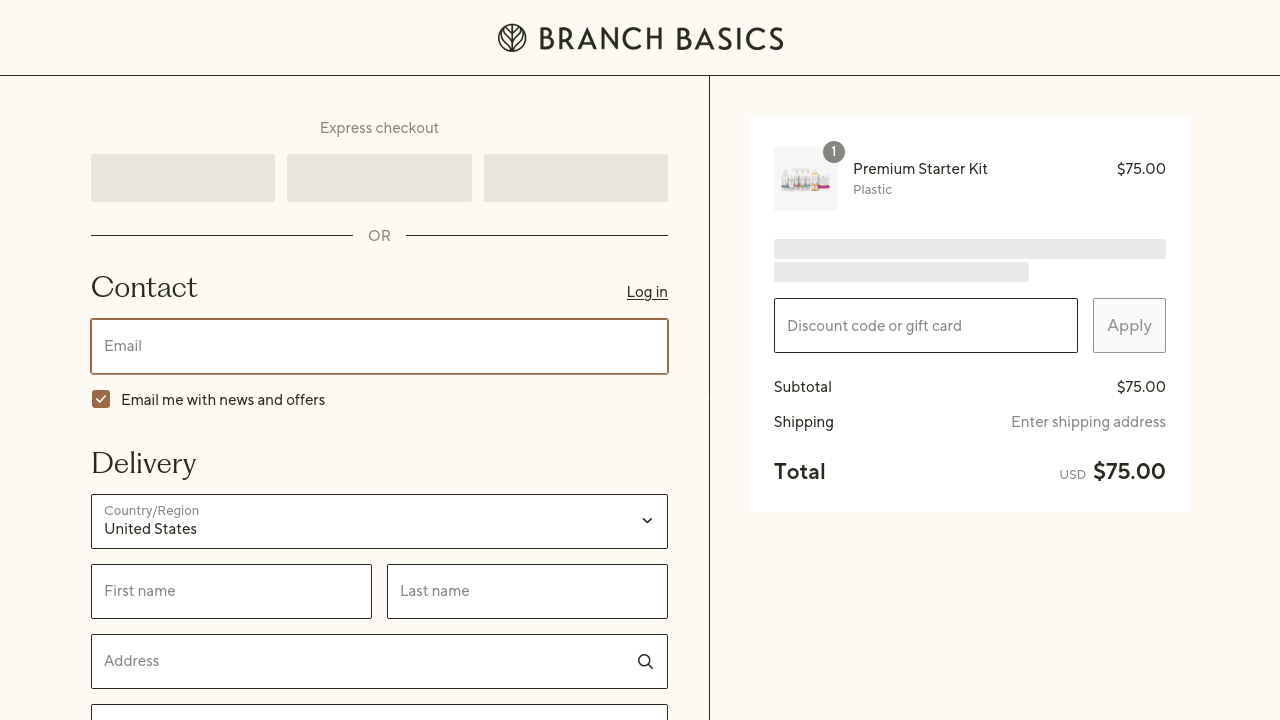 BRANCH BASICS
Express checkout
OR
Contact
Log in
Email
Email me with news and offers
Delivery
Country/Region
United States
First name
Last name
Address
1
Premium Starter Kit
$75.00
Plastic
Discount code or gift card
Apply
Subtotal
$75.00
Shipping
Enter shipping address
Total
USD $75.00